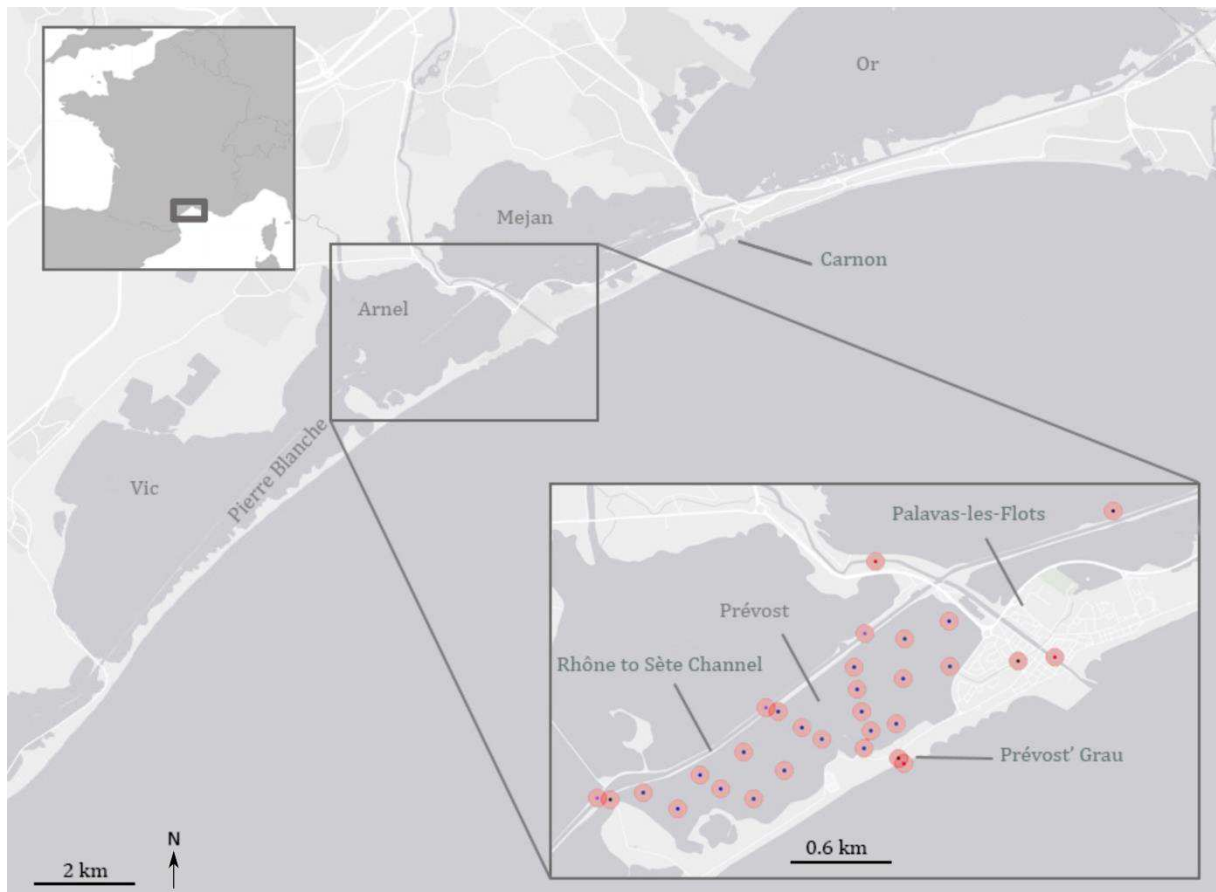 Or
Mejan
Carnon
Arnel
Pierre Blanche
Vic
Palavas-les-Flots
Prévost
Rhône to Sète Channel
Prévost' Grau
N
0.6 km
2 km